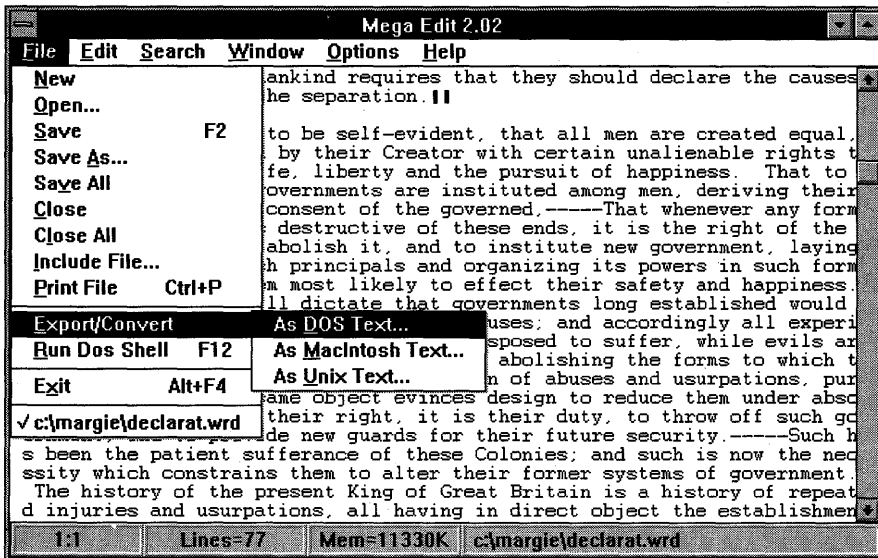 Mega Edit 2.02
File Edit Search Window Options Help
New
Open...
Save F2
Save As...
Save All
Close
Close All
Include File...
Print File Ctrl+P
Export/Convert
Run Dos Shell F12
Exit Alt+F4
√ c:\margie\declarat.wrd
As DOS Text...
As MacIntosh Text...
As Unix Text...
ankind requires that they should declare the causes
he separation.
to be self-evident, that all men are created equal,
by their Creator with certain unalienable rights t
fe, liberty and the pursuit of happiness. That to
overnments are instituted among men, deriving their
consent of the governed,-----That whenever any form
destructive of these ends, it is the right of the
abolish it, and to institute new government, laying
h principals and organizing its powers in such form
m most likely to effect their safety and happiness.
ll dictate that governments long established would
uses; and accordingly all experi
sposed to suffer, while evils ar
abolishing the forms to which t
n of abuses and usurpations, pur
ame object evinces design to reduce them under abso
their right, it is their duty, to throw off such go
de new guards for their future security.-----Such h
s been the patient sufferance of these Colonies; and such is now the nec
ssity which constrains them to alter their former systems of government.
The history of the present King of Great Britain is a history of repeat
d injuries and usurpations, all having in direct object the establishmen
1:1 Lines=77 Mem=11330K c:\margie\declarat.wrd